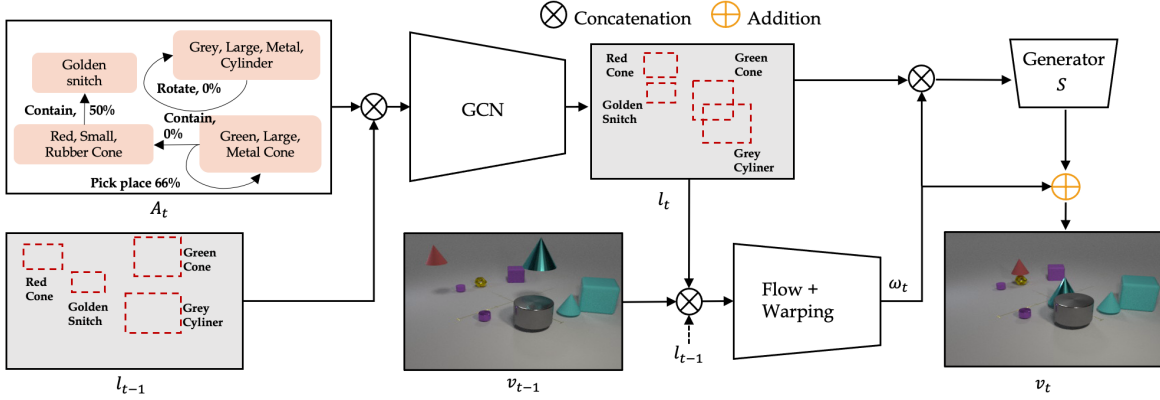 Concatenation
Addition
Golden
snitch
Grey, Large, Metal,
Cylinder
Rotate, 0%
Contain, 50%
Contain,
0%
Red, Small,
Rubber Cone
Green, Large,
Metal Cone
Pick place 66%
A_t
GCN
Red
Cone
Green
Cone
Golden
Snitch
Grey
Cyliner
l_t
Generator
S
Red
Cone
Golden
Snitch
Green
Cone
Grey
Cyliner
l_{t-1}
v_{t-1}
l_{t-1}
Flow +
Warping
ω_t
v_t